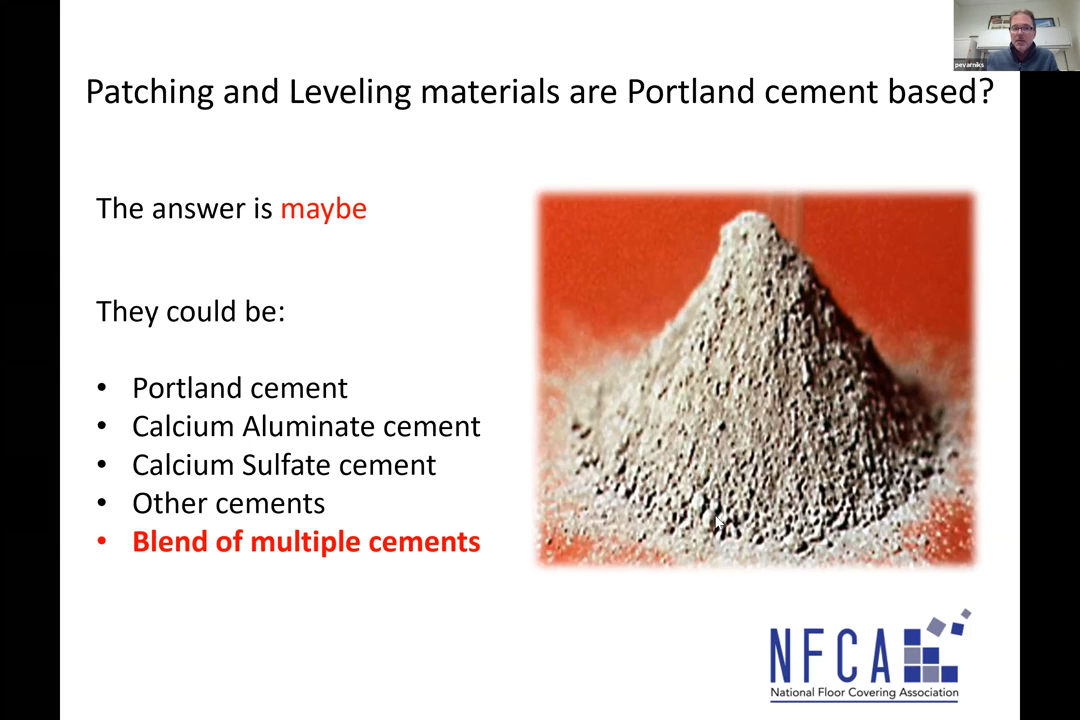 pevarniks
Patching and Leveling materials are Portland cement based?
The answer is maybe
They could be:
• Portland cement
• Calcium Aluminate cement
• Calcium Sulfate cement
• Other cements
• Blend of multiple cements
NFCA
National Floor Covering Association